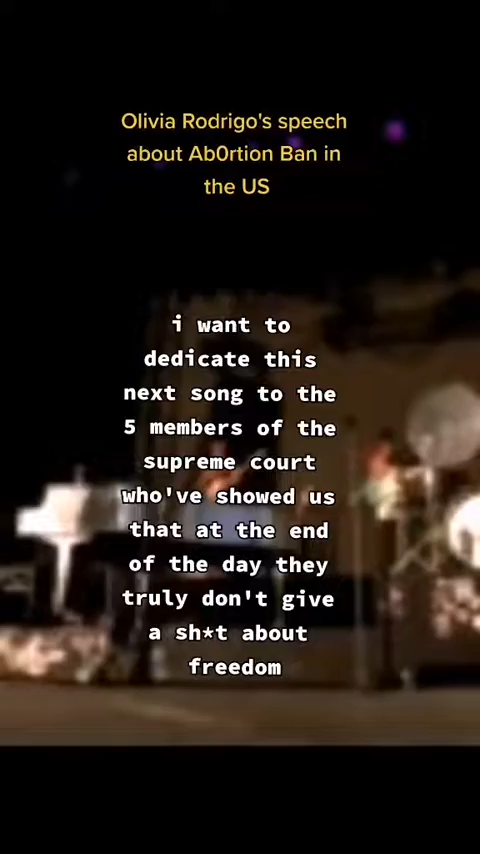 Olivia Rodrigo's speech
about Ab0rtion Ban in
the US
i want to
dedicate this
next song to the
5 members of the
supreme court
who've showed us
that at the end
of the day they
truly don't give
a sh*t about
freedom